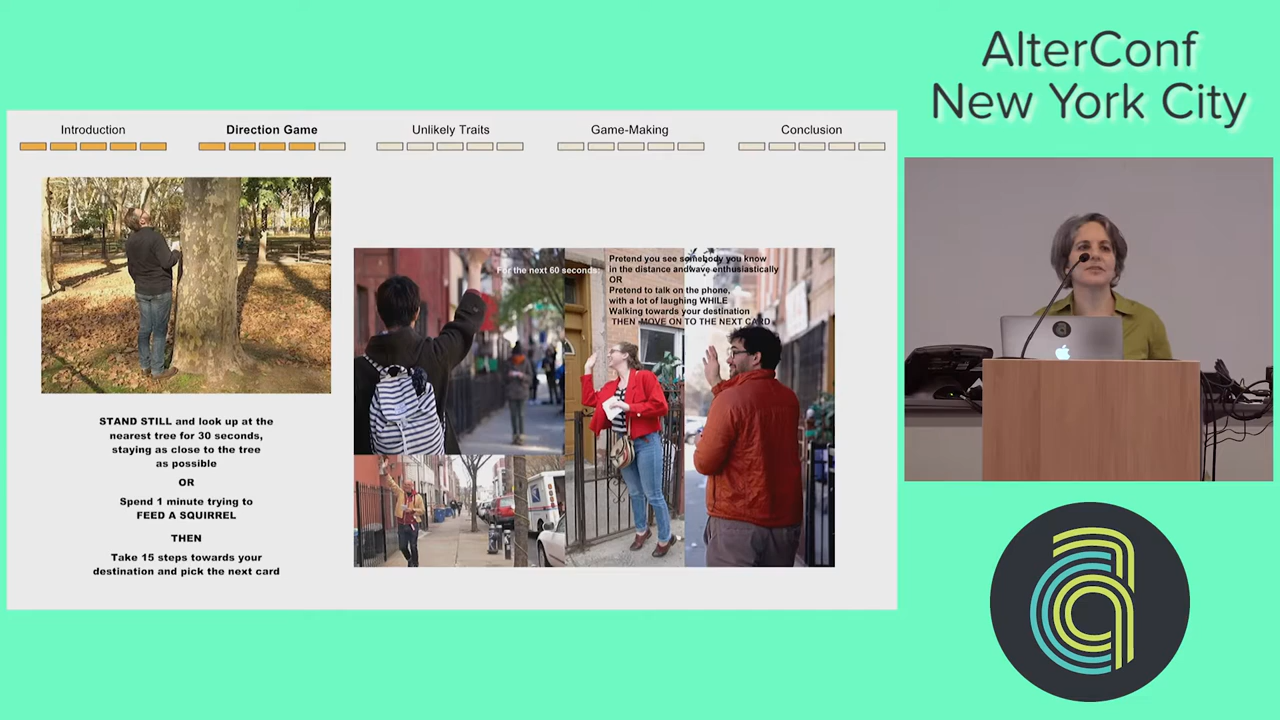 AlterConf
New York City
Introduction
Direction Game
Unlikely Traits
Game-Making
Conclusion
STAND STILL and look up at the
nearest tree for 30 seconds,
staying as close to the tree
as possible
OR
Spend 1 minute trying to
FEED A SQUIRREL
THEN
Take 15 steps towards your
destination and pick the next card
For the next 60 seconds:
Pretend you see somebody you know
in the distance and wave enthusiastically
OR
Pretend to talk on the phone,
with a lot of laughing WHILE
Walking towards your destination
THEN MOVE ON TO THE NEXT CARD